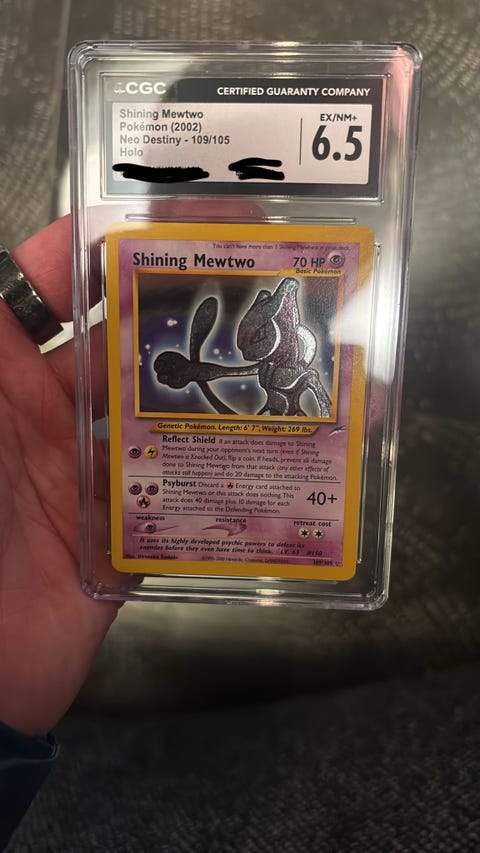 CGC CERTIFIED GUARANTY COMPANY
Shining Mewtwo
Pokémon (2002)
Neo Destiny - 109/105
Holo
EX/NM+
6.5
You can't have more than 1 Shining Mewtwo in your deck.
Shining Mewtwo 70 HP
Basic Pokémon
Genetic Pokémon. Length: 6' 7", Weight: 269 lbs.
Reflect Shield If an attack does damage to Shining
Mewtwo during your opponent's next turn (even if Shining
Mewtwo is Knocked Out), flip a coin. If heads, prevent all damage
done to Shining Mewtwo from that attack (any other effects of
attacks still happen) and do 20 damage to the attacking Pokémon.
Psyburst Discard a Energy card attached to
Shining Mewtwo or this attack does nothing. This
attack does 40 damage plus 10 damage for each
Energy attached to the Defending Pokémon.
40+
weakness resistance retreat cost
It uses its highly developed psychic powers to defeat its
enemies before they even have time to think. LV. 63 #150
Illus. Hironobu Yoshida
109/105